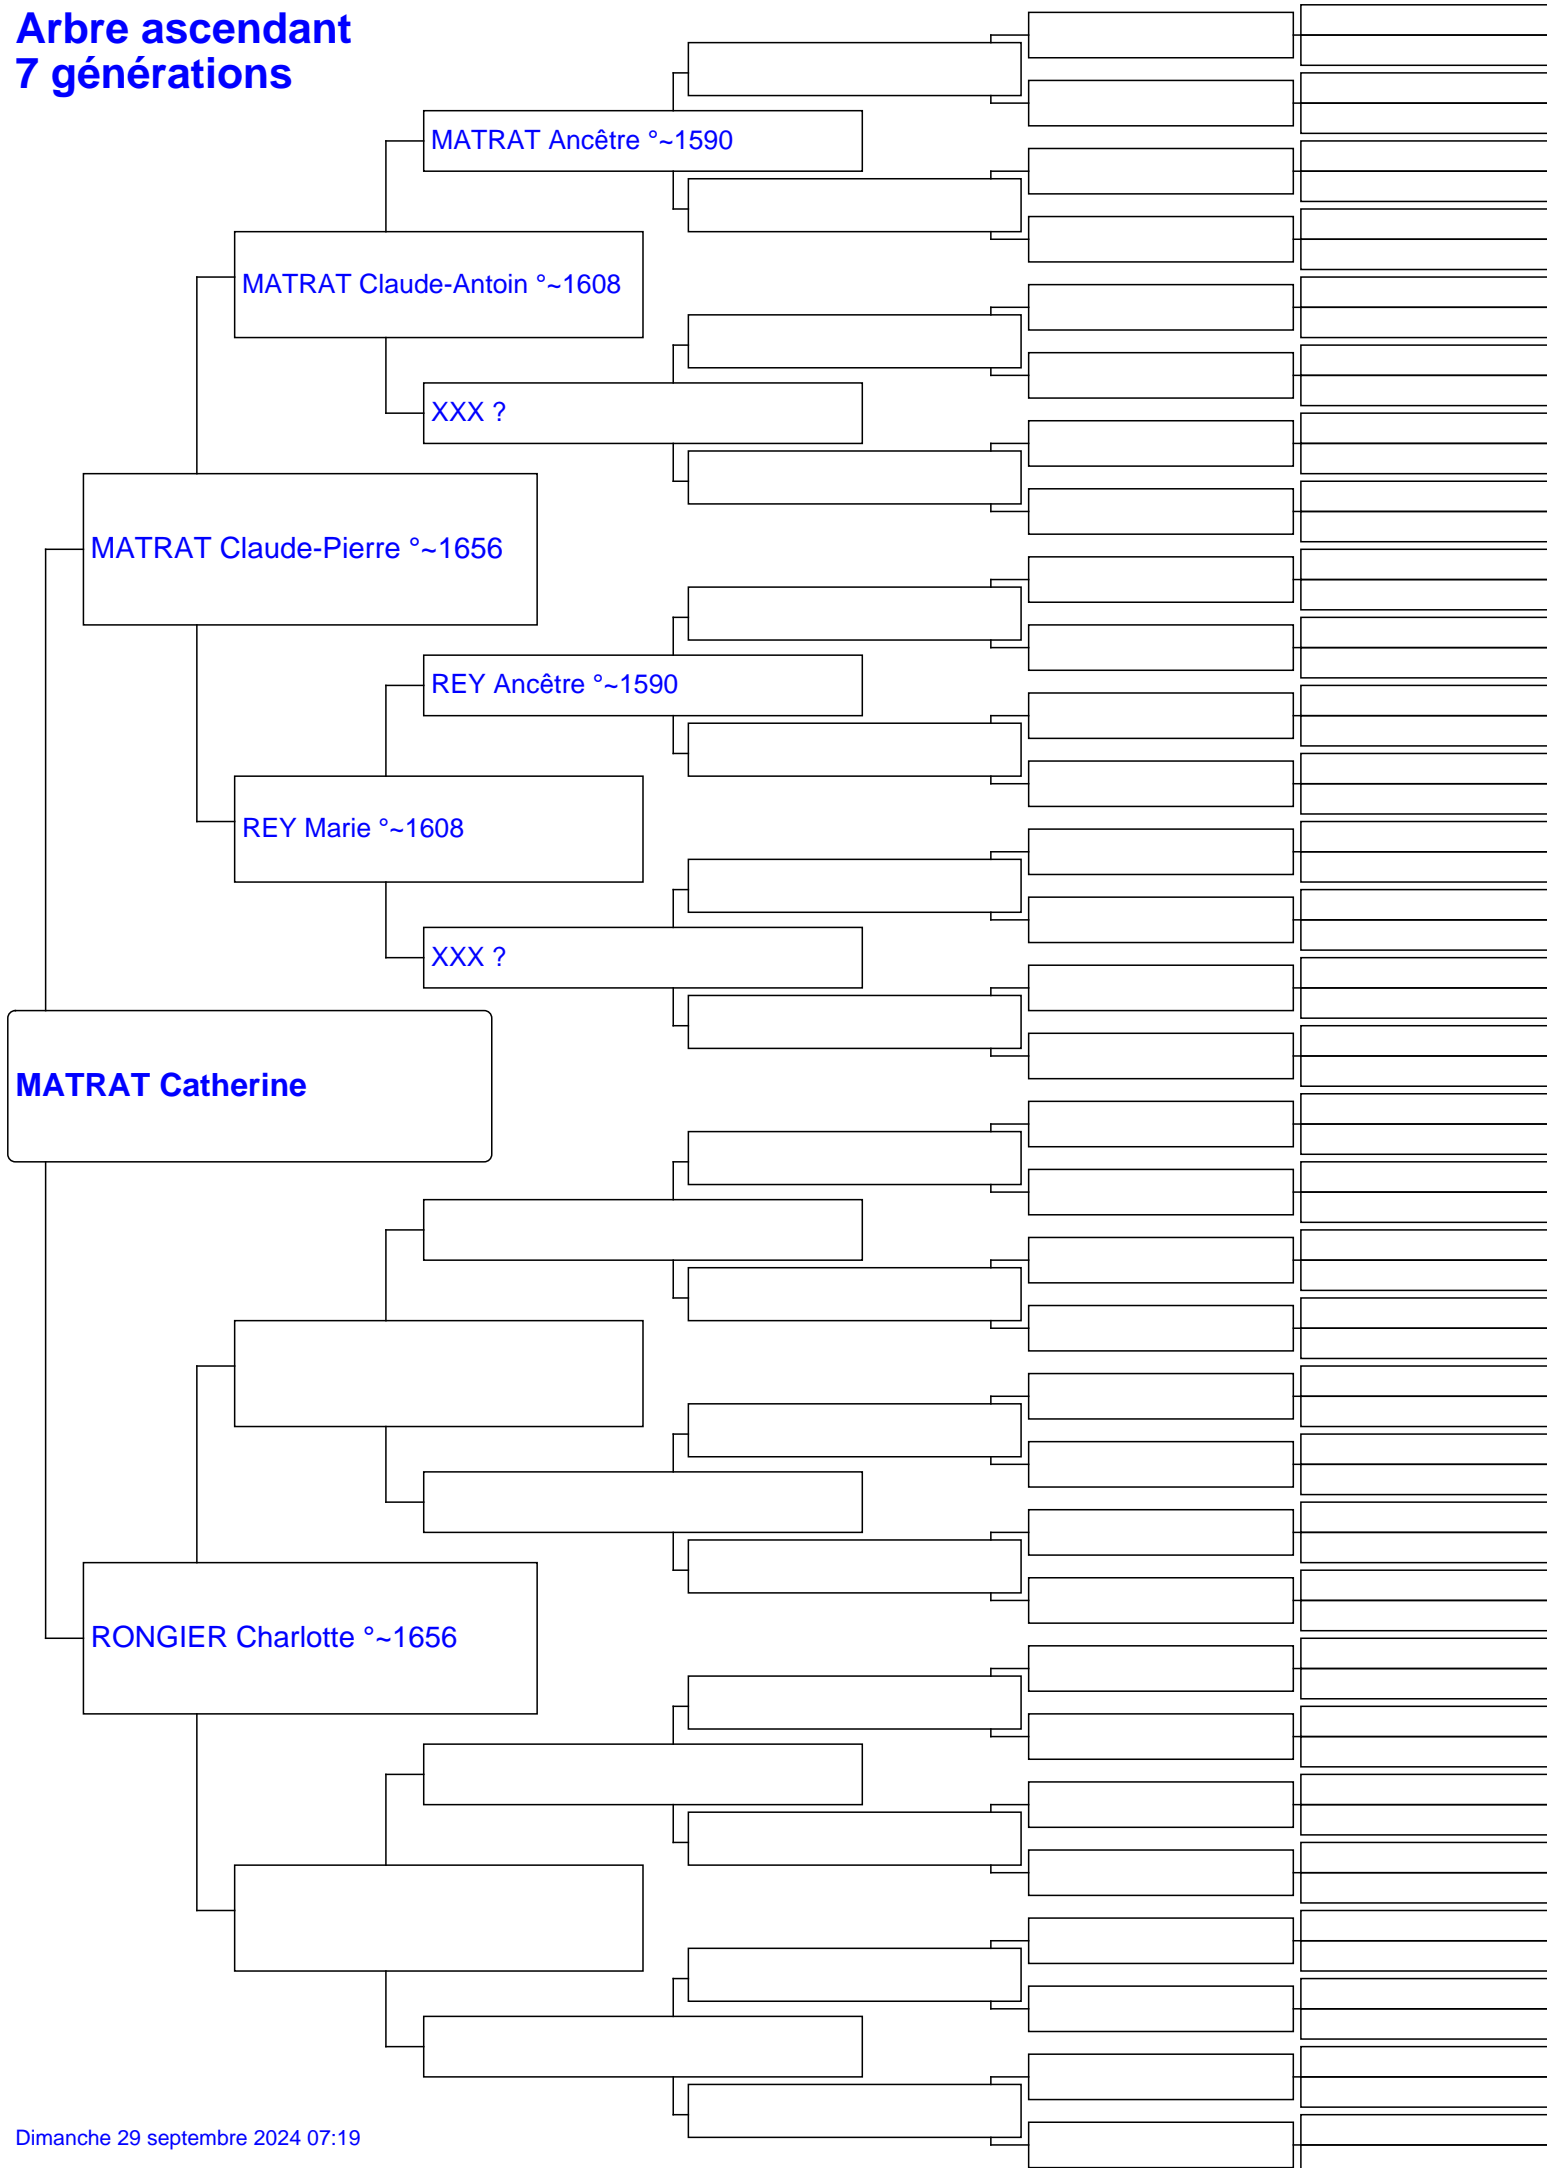 Arbre ascendant
7 générations
MATRAT Ancêtre °~1590
MATRAT Claude-Antoin °~1608
XXX ?
MATRAT Claude-Pierre °~1656
REY Ancêtre °~1590
REY Marie °~1608
XXX ?
MATRAT Catherine
RONGIER Charlotte °~1656
Dimanche 29 septembre 2024 07:19